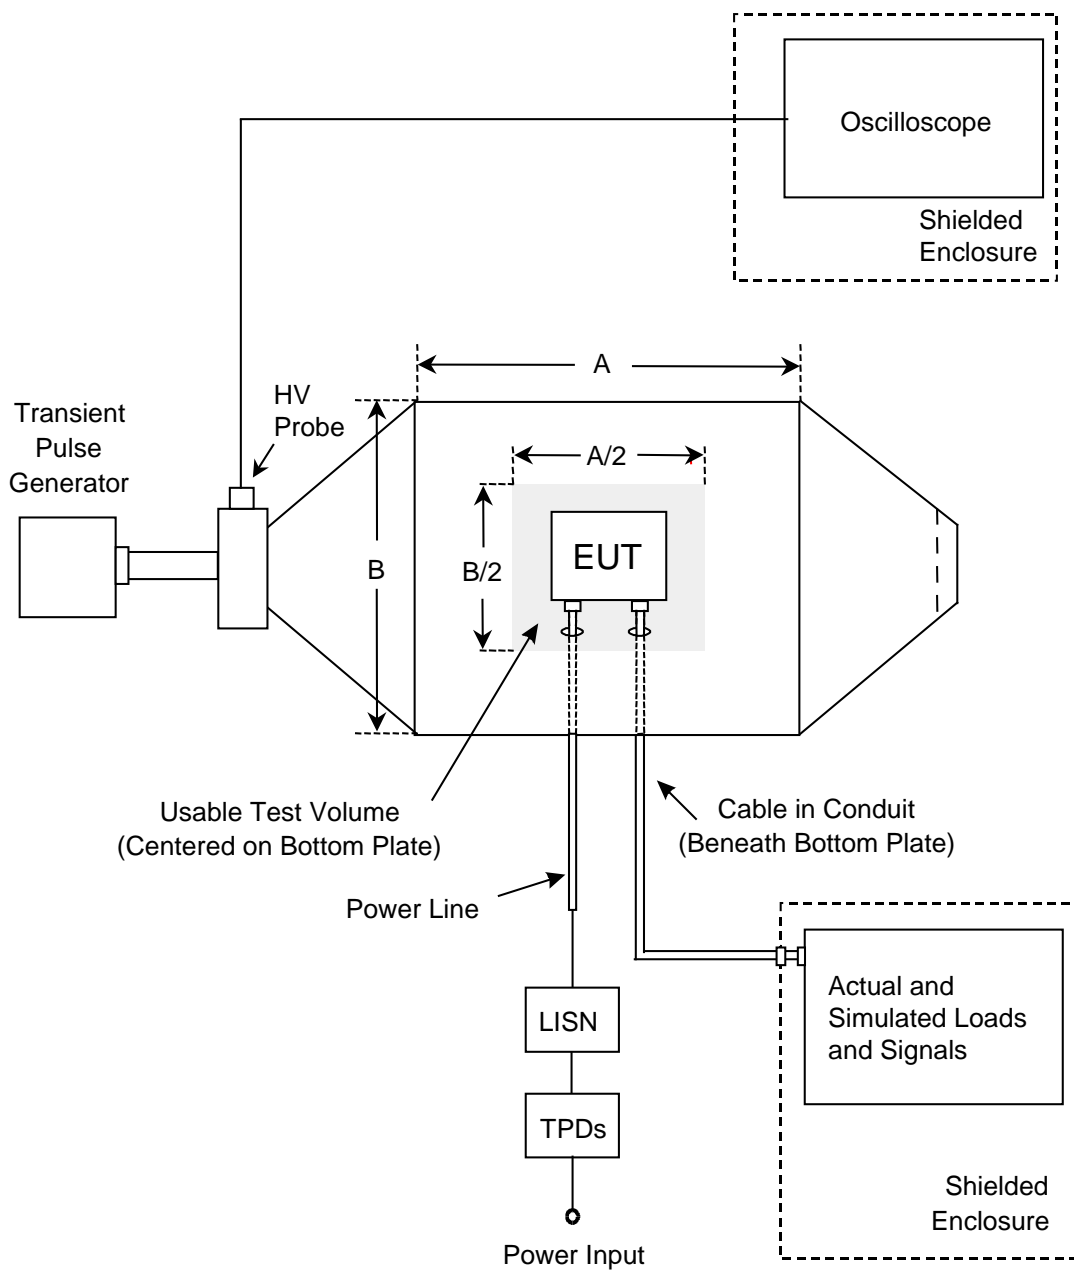 Oscilloscope
Shielded
Enclosure
A
HV
Probe
Transient
Pulse
Generator
A/2
B
B/2
EUT
Usable Test Volume
(Centered on Bottom Plate)
Cable in Conduit
(Beneath Bottom Plate)
Power Line
Actual and
Simulated Loads
and Signals
LISN
TPDs
Shielded
Enclosure
Power Input